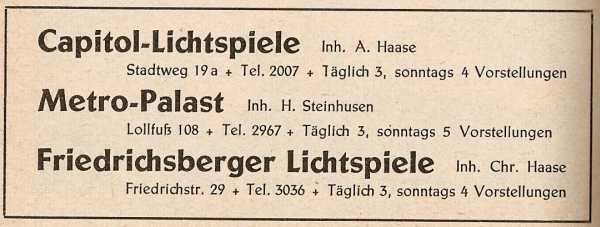 Capitol-Lichtspiele Inh. A. Haase
Stadtweg 19a + Tel. 2007 + Täglich 3, sonntags 4 Vorstellungen
Metro-Palast Inh. H. Steinhusen
Lollfuß 108 + Tel. 2967 + Täglich 3, sonntags 5 Vorstellungen
Friedrichsberger Lichtspiele Inh. Chr. Haase
Friedrichstr. 29 + Tel. 3036 + Täglich 3, sonntags 4 Vorstellungen